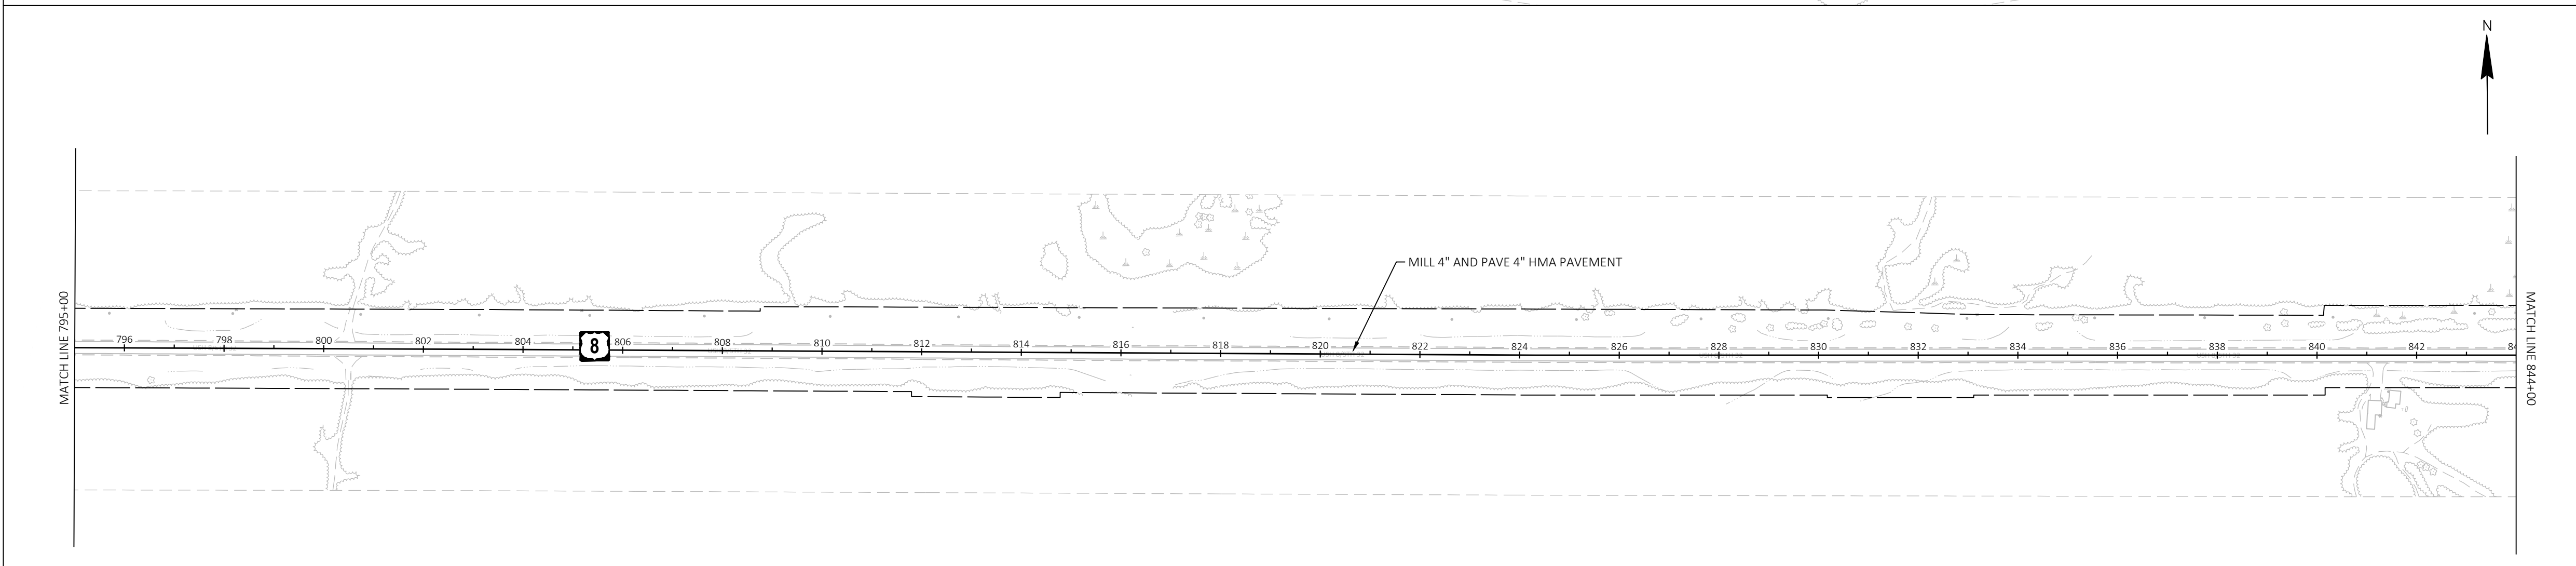 N
MILL 4" AND PAVE 4" HMA PAVEMENT
MATCH LINE 795+00
796 798 800 802 804 8 806 808 810 812 814 816 818 820 822 824 826 828 830 832 834 836 838 840 842 84
MATCH LINE 844+00